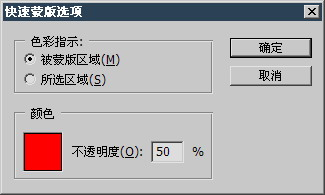 快速蒙版选项
色彩指示:
被蒙版区域(M)
所选区域(S)
确定
取消
颜色
不透明度(O): 50 %